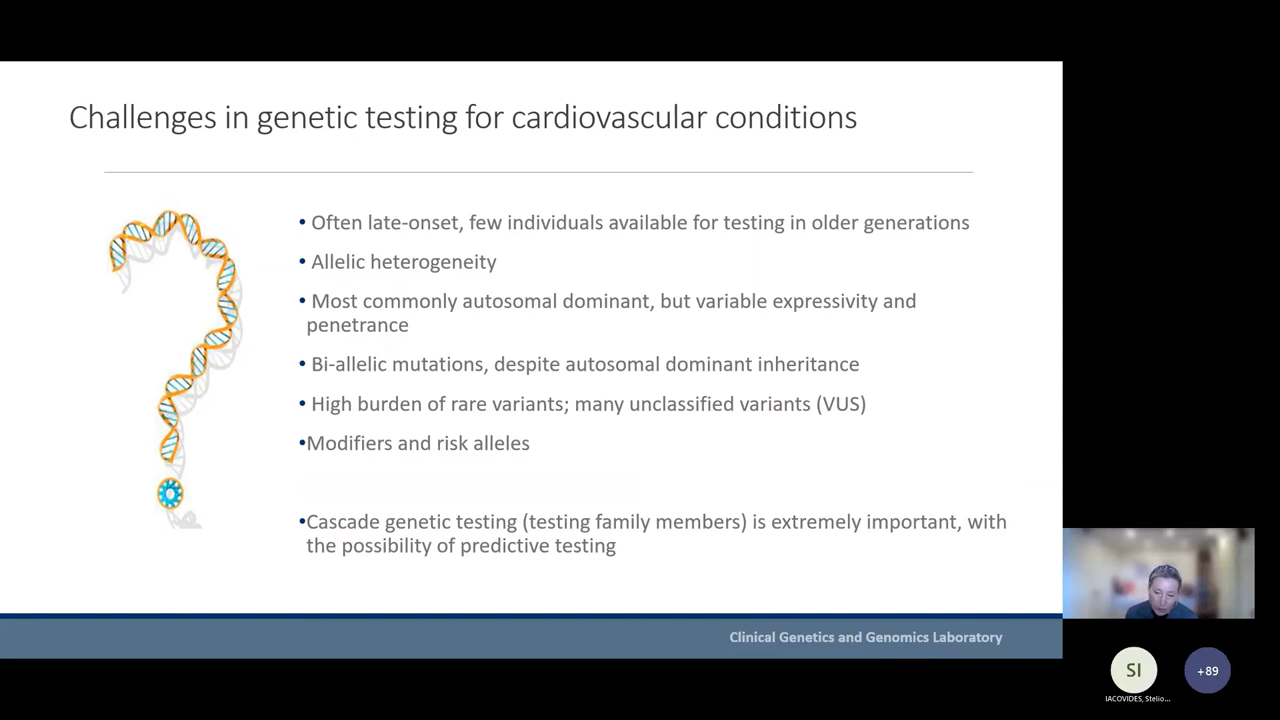 Challenges in genetic testing for cardiovascular conditions
• Often late-onset, few individuals available for testing in older generations
• Allelic heterogeneity
• Most commonly autosomal dominant, but variable expressivity and
penetrance
• Bi-allelic mutations, despite autosomal dominant inheritance
• High burden of rare variants; many unclassified variants (VUS)
•Modifiers and risk alleles
•Cascade genetic testing (testing family members) is extremely important, with
the possibility of predictive testing
Clinical Genetics and Genomics Laboratory
SI
+89
IACOVIDES, Stelio...